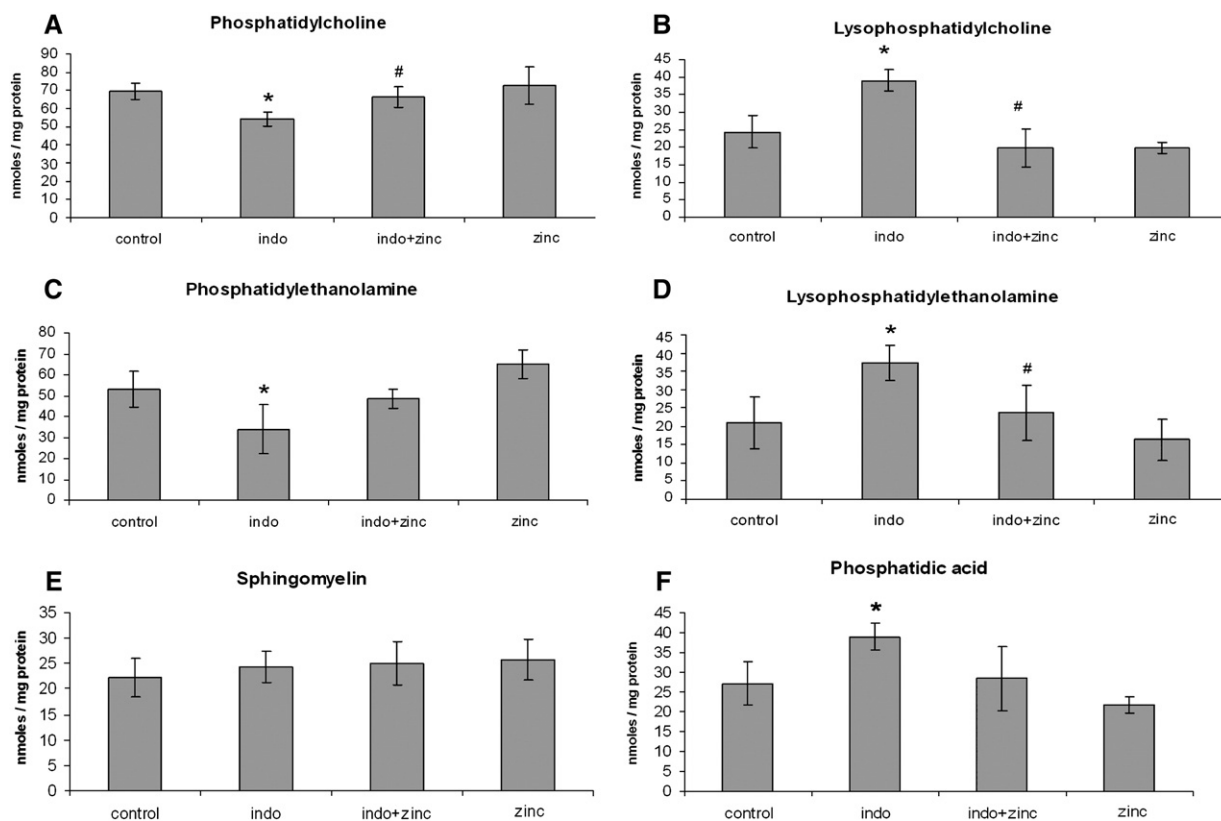 A
Phosphatidylcholine
nmoles / mg protein
90
80
70
60
50
40
30
20
10
0
*
#
control indo indo+zinc zinc
B
Lysophosphatidylcholine
nmoles / mg protein
45
40
35
30
25
20
15
10
5
0
*
#
control indo indo+zinc zinc
C
Phosphatidylethanolamine
nmoles / mg protein
80
70
60
50
40
30
20
10
0
*
control indo indo+zinc zinc
D
Lysophosphatidylethanolamine
nmoles / mg protein
45
40
35
30
25
20
15
10
5
0
*
#
control indo indo+zinc zinc
E
Sphingomyelin
nmoles / mg protein
35
30
25
20
15
10
5
0
control indo indo+zinc zinc
F
Phosphatidic acid
nmoles / mg protein
45
40
35
30
25
20
15
10
5
0
*
control indo indo+zinc zinc